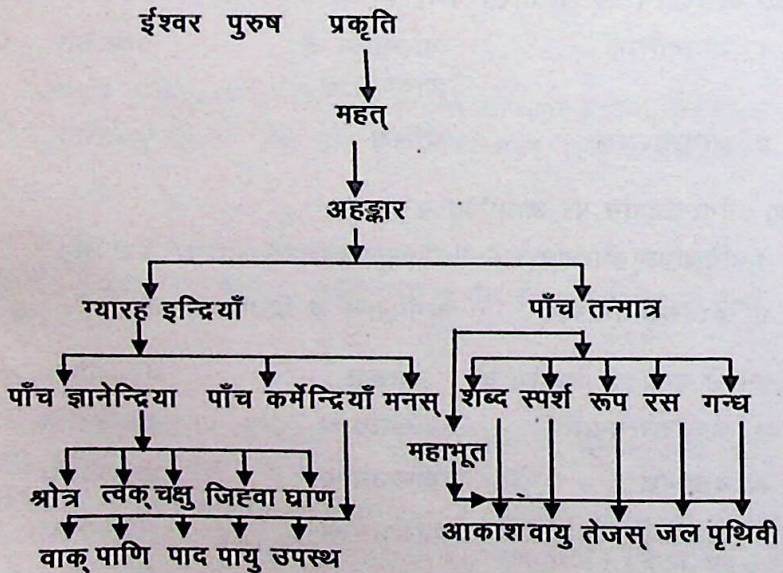 ईश्वर पुरुष प्रकृति
महत्
अहङ्कार
ग्यारह इन्द्रियाँ पाँच तन्मात्र
पाँच ज्ञानेन्द्रिया पाँच कर्मेन्द्रियाँ मनस् शब्द स्पर्श रूप रस गन्ध
महाभूत
श्रोत्र त्वक् चक्षु जिह्वा घ्राण
आकाश वायु तेजस् जल पृथिवी
वाक् पाणि पाद पायु उपस्थ